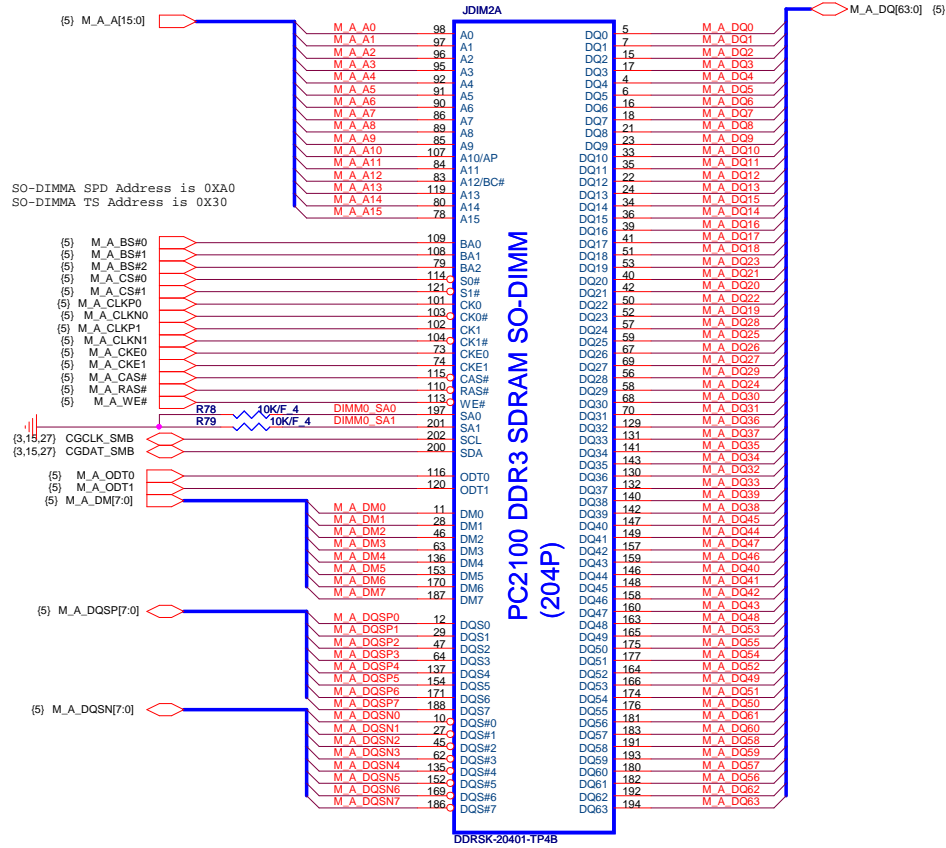 JDIM2A
{5} M_A_A[15:0]
M_A_A0 98 A0
M_A_A1 97 A1
M_A_A2 96 A2
M_A_A3 95 A3
M_A_A4 92 A4
M_A_A5 91 A5
M_A_A6 90 A6
M_A_A7 86 A7
M_A_A8 89 A8
M_A_A9 85 A9
M_A_A10 107 A10/AP
M_A_A11 84 A11
M_A_A12 83 A12/BC#
M_A_A13 119 A13
M_A_A14 80 A14
M_A_A15 78 A15
SO-DIMMA SPD Address is 0XA0
SO-DIMMA TS Address is 0X30
{5} M_A_BS#0 109 BA0
{5} M_A_BS#1 108 BA1
{5} M_A_BS#2 79 BA2
{5} M_A_CS#0 114 S0#
{5} M_A_CS#1 121 S1#
{5} M_A_CLKP0 101 CK0
{5} M_A_CLKN0 103 CK0#
{5} M_A_CLKP1 102 CK1
{5} M_A_CLKN1 104 CK1#
{5} M_A_CKE0 73 CKE0
{5} M_A_CKE1 74 CKE1
{5} M_A_CAS# 115 CAS#
{5} M_A_RAS# 110 RAS#
{5} M_A_WE# 113 WE#
R78 10K/F_4 DIMM0_SA0 197 SA0
R79 10K/F_4 DIMM0_SA1 201 SA1
{3,15,27} CGCLK_SMB 202 SCL
{3,15,27} CGDAT_SMB 200 SDA
{5} M_A_ODT0 116 ODT0
{5} M_A_ODT1 120 ODT1
{5} M_A_DM[7:0]
M_A_DM0 11 DM0
M_A_DM1 28 DM1
M_A_DM2 46 DM2
M_A_DM3 63 DM3
M_A_DM4 136 DM4
M_A_DM5 153 DM5
M_A_DM6 170 DM6
M_A_DM7 187 DM7
{5} M_A_DQSP[7:0]
M_A_DQSP0 12 DQS0
M_A_DQSP1 29 DQS1
M_A_DQSP2 47 DQS2
M_A_DQSP3 64 DQS3
M_A_DQSP4 137 DQS4
M_A_DQSP5 154 DQS5
M_A_DQSP6 171 DQS6
M_A_DQSP7 188 DQS7
{5} M_A_DQSN[7:0]
M_A_DQSN0 10 DQS#0
M_A_DQSN1 27 DQS#1
M_A_DQSN2 45 DQS#2
M_A_DQSN3 62 DQS#3
M_A_DQSN4 135 DQS#4
M_A_DQSN5 152 DQS#5
M_A_DQSN6 169 DQS#6
M_A_DQSN7 186 DQS#7
PC2100 DDR3 SDRAM SO-DIMM
(204P)
M_A_DQ[63:0] {5}
DQ0 5 M_A_DQ0
DQ1 7 M_A_DQ1
DQ2 15 M_A_DQ2
DQ3 17 M_A_DQ3
DQ4 4 M_A_DQ4
DQ5 6 M_A_DQ5
DQ6 16 M_A_DQ6
DQ7 18 M_A_DQ7
DQ8 21 M_A_DQ8
DQ9 23 M_A_DQ9
DQ10 33 M_A_DQ10
DQ11 35 M_A_DQ11
DQ12 22 M_A_DQ12
DQ13 24 M_A_DQ13
DQ14 34 M_A_DQ15
DQ15 36 M_A_DQ14
DQ16 39 M_A_DQ16
DQ17 41 M_A_DQ17
DQ18 51 M_A_DQ18
DQ19 53 M_A_DQ23
DQ20 40 M_A_DQ21
DQ21 42 M_A_DQ20
DQ22 50 M_A_DQ22
DQ23 52 M_A_DQ19
DQ24 57 M_A_DQ28
DQ25 59 M_A_DQ25
DQ26 67 M_A_DQ26
DQ27 69 M_A_DQ27
DQ28 56 M_A_DQ29
DQ29 58 M_A_DQ24
DQ30 68 M_A_DQ30
DQ31 70 M_A_DQ31
DQ32 129 M_A_DQ36
DQ33 131 M_A_DQ37
DQ34 141 M_A_DQ35
DQ35 143 M_A_DQ34
DQ36 130 M_A_DQ32
DQ37 132 M_A_DQ33
DQ38 140 M_A_DQ39
DQ39 142 M_A_DQ38
DQ40 147 M_A_DQ45
DQ41 149 M_A_DQ44
DQ42 157 M_A_DQ47
DQ43 159 M_A_DQ46
DQ44 146 M_A_DQ40
DQ45 148 M_A_DQ41
DQ46 158 M_A_DQ42
DQ47 160 M_A_DQ43
DQ48 163 M_A_DQ48
DQ49 165 M_A_DQ53
DQ50 175 M_A_DQ55
DQ51 177 M_A_DQ54
DQ52 164 M_A_DQ52
DQ53 166 M_A_DQ49
DQ54 174 M_A_DQ51
DQ55 176 M_A_DQ50
DQ56 181 M_A_DQ61
DQ57 183 M_A_DQ60
DQ58 191 M_A_DQ58
DQ59 193 M_A_DQ59
DQ60 180 M_A_DQ57
DQ61 182 M_A_DQ56
DQ62 192 M_A_DQ62
DQ63 194 M_A_DQ63
DDRSK-20401-TP4B